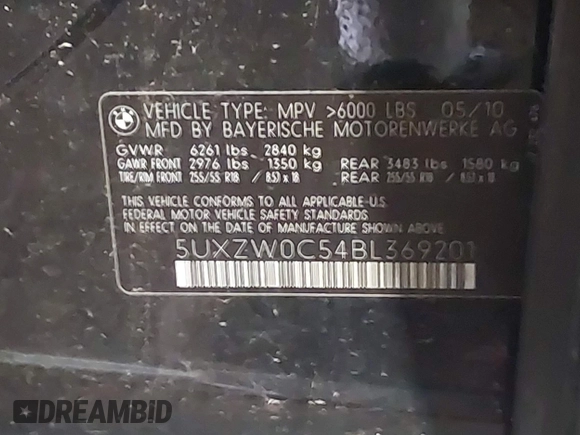 VEHICLE TYPE: MPV >6000 LBS 05/10
MFD BY BAYERISCHE MOTORENWERKE AG
GVWR 6261 lbs 2840 kg
GAWR FRONT 2976 lbs 1350 kg REAR 3483 lbs 1580 kg
TIRE/RIM FRONT 255/55 R18 / 8.5J x 18 REAR 255/55 R18 / 8.5J x 18
THIS VEHICLE CONFORMS TO ALL APPLICABLE U.S.
FEDERAL MOTOR VEHICLE SAFETY STANDARDS
IN EFFECT ON THE DATE OF MANUFACTURE SHOWN ABOVE.
5UXZW0C54BL369201
DREAMBID